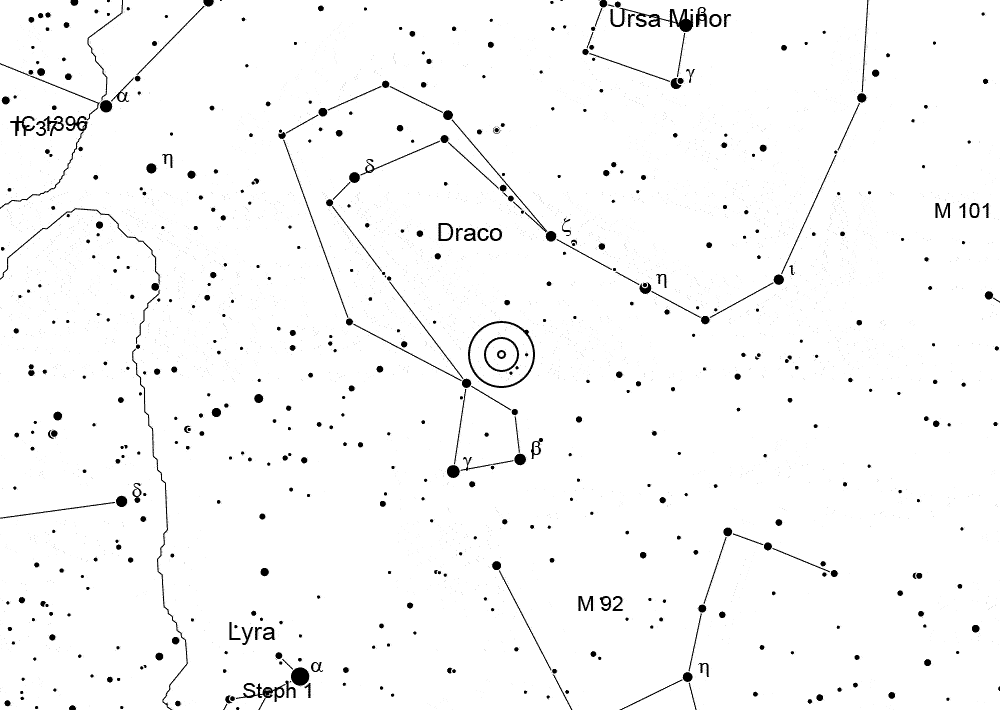 Ursa Minor
β
γ
α
IC 1396
Tr 37
η
δ
M 101
ζ
Draco
η
ι
β
γ
δ
M 92
Lyra
α
η
Steph 1